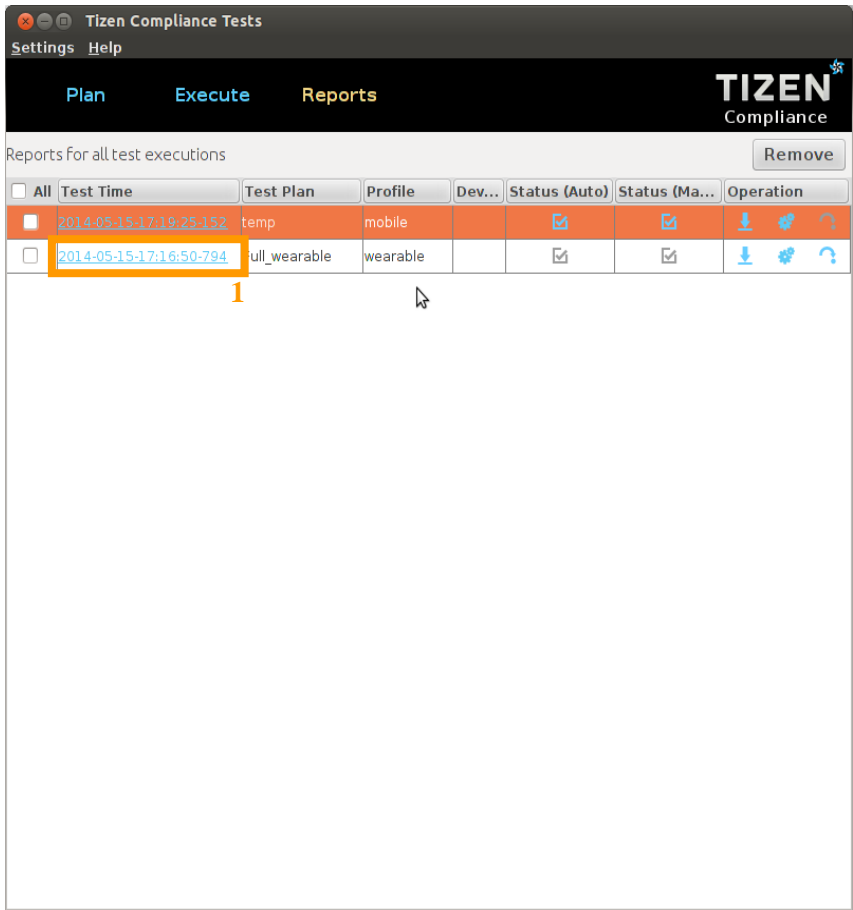 Tizen Compliance Tests
Settings Help
Plan Execute Reports
TIZEN
Compliance
Reports for all test executions
Remove
All Test Time Test Plan Profile Dev... Status (Auto) Status (Ma... Operation
2014-05-15-17:19:25-152 temp mobile
2014-05-15-17:16:50-794 ull_wearable wearable
1